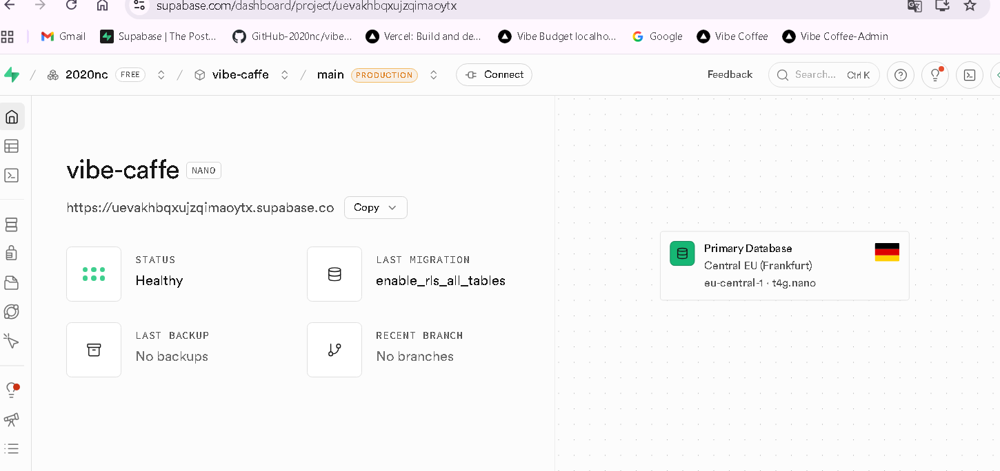 supabase.com/dashboard/project/uevakhbqxujzqimaoytx
Gmail
Supabase | The Post...
GitHub-2020nc/vibe...
Vercel: Build and de...
Vibe Budget localho...
Google
Vibe Coffee
Vibe Coffee-Admin
/ 2020nc FREE / vibe-caffe / main PRODUCTION Connect Feedback Search... Ctrl K
vibe-caffe NANO
https://uevakhbqxujzqimaoytx.supabase.co Copy
STATUS
Healthy
LAST MIGRATION
enable_rls_all_tables
LAST BACKUP
No backups
RECENT BRANCH
No branches
Primary Database
Central EU (Frankfurt)
eu-central-1 · t4g.nano